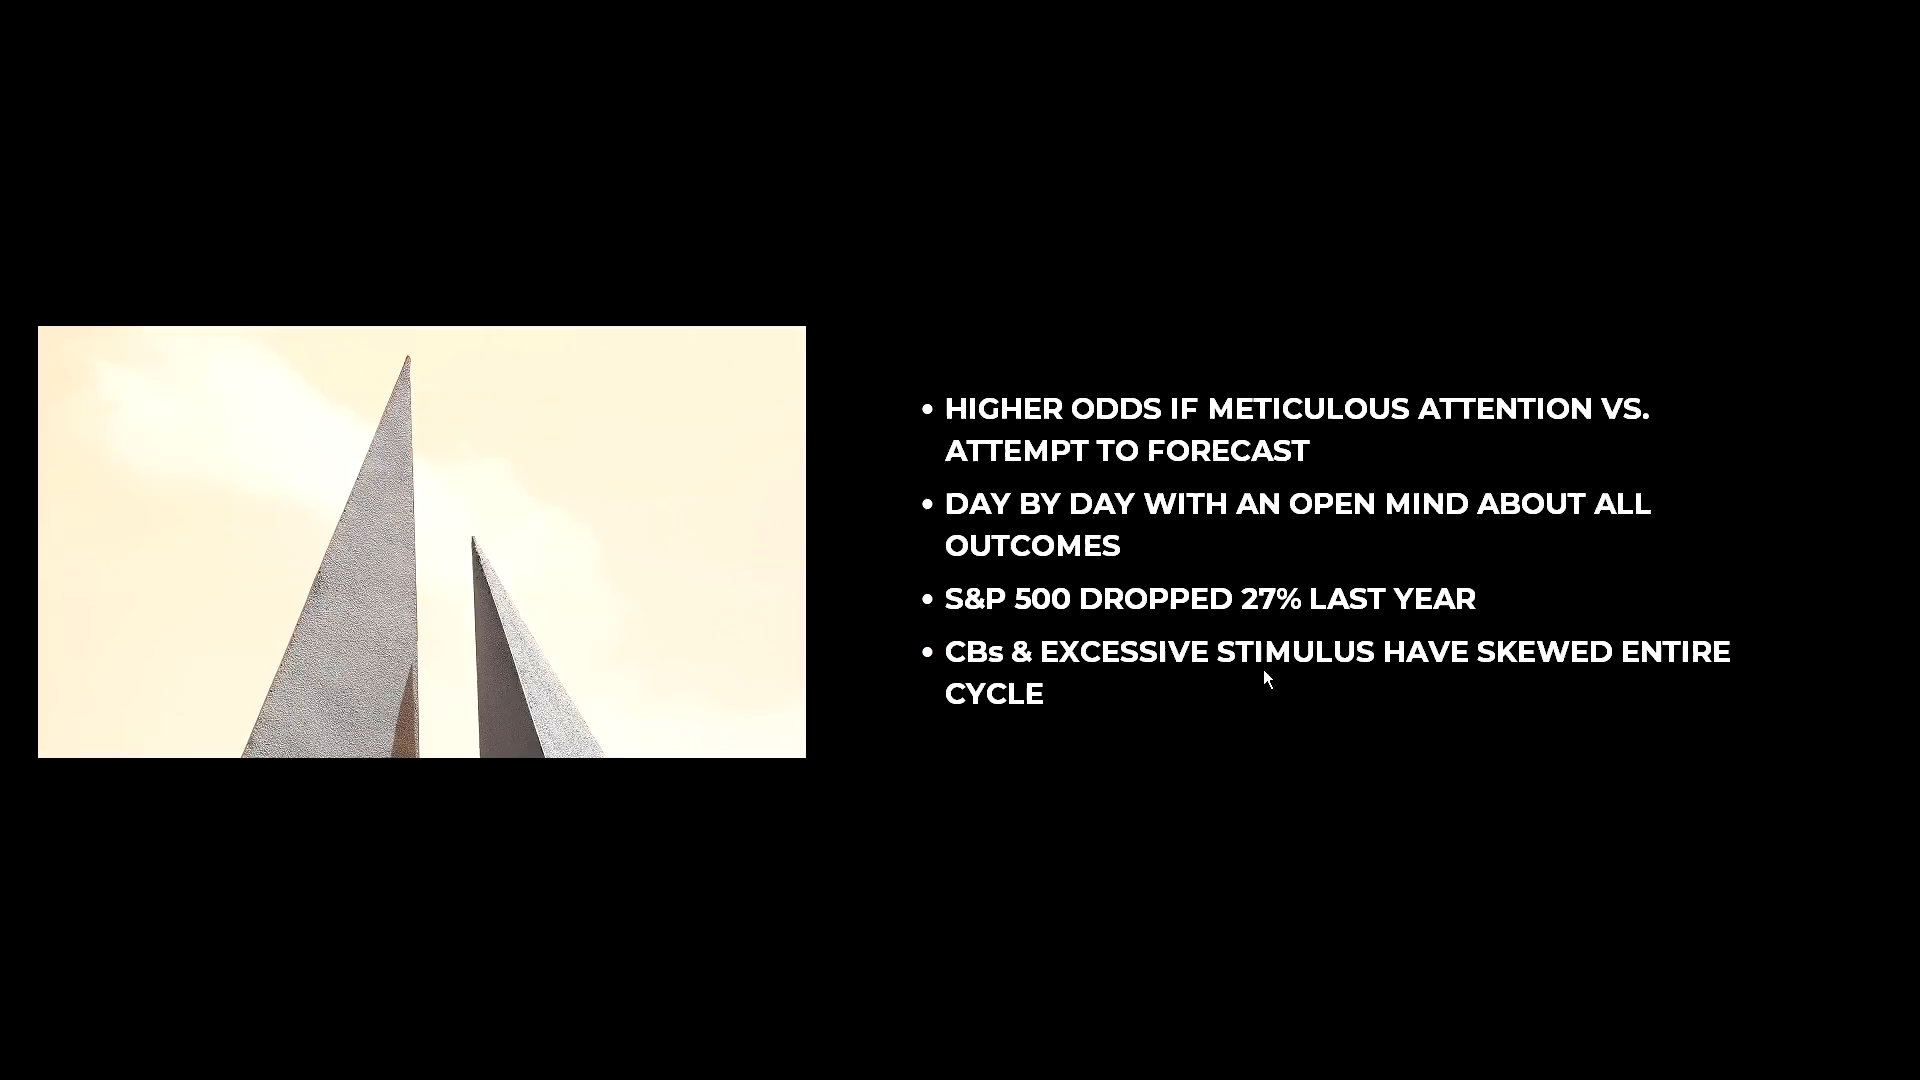 • HIGHER ODDS IF METICULOUS ATTENTION VS.
ATTEMPT TO FORECAST
• DAY BY DAY WITH AN OPEN MIND ABOUT ALL
OUTCOMES
• S&P 500 DROPPED 27% LAST YEAR
• CBs & EXCESSIVE STIMULUS HAVE SKEWED ENTIRE
CYCLE